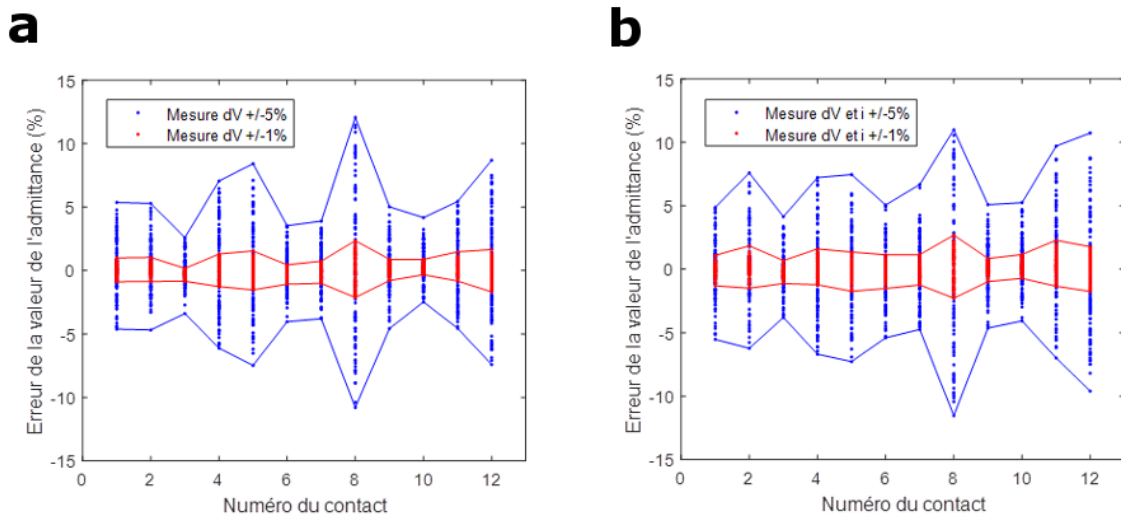 a
b
15
10
5
0
-5
-10
-15
Erreur de la valeur de l'admittance (%)
Mesure dV +/-5%
Mesure dV +/-1%
0 2 4 6 8 10 12
Numéro du contact
15
10
5
0
-5
-10
-15
Erreur de la valeur de l'admittance (%)
Mesure dV et i +/-5%
Mesure dV et i +/-1%
0 2 4 6 8 10 12
Numéro du contact